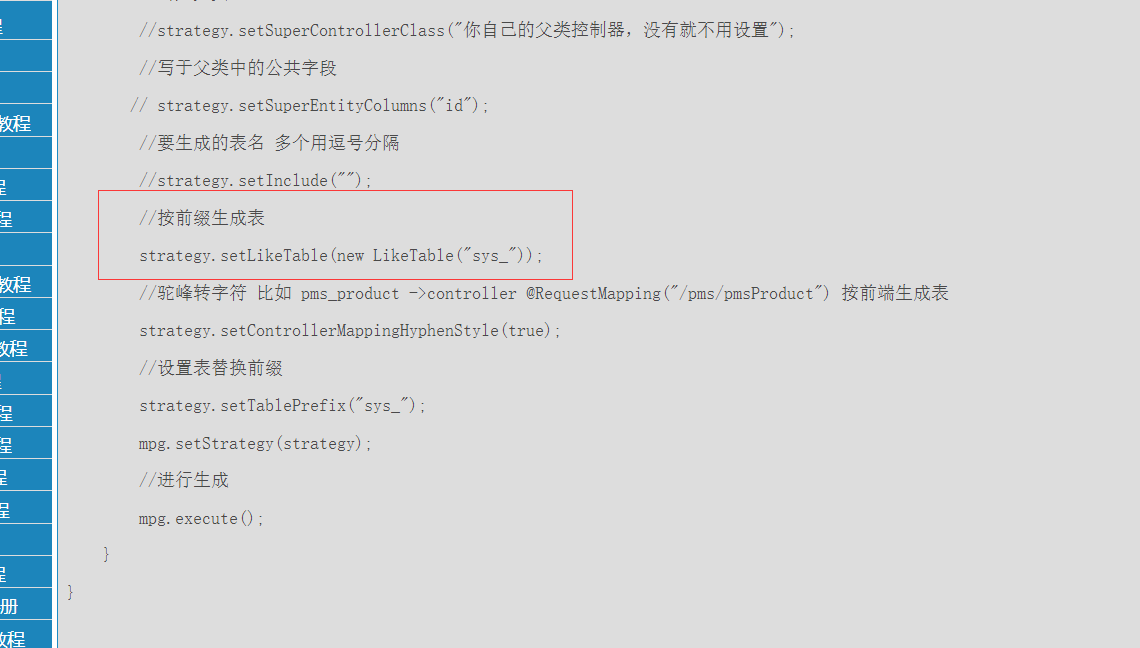 //strategy.setSuperControllerClass("你自己的父类控制器，没有就不用设置");
//写于父类中的公共字段
// strategy.setSuperEntityColumns("id");
//要生成的表名 多个用逗号分隔
//strategy.setInclude("");
//按前缀生成表
strategy.setLikeTable(new LikeTable("sys_"));
//驼峰转字符 比如 pms_product ->controller @RequestMapping("/pms/pmsProduct") 按前端生成表
strategy.setControllerMappingHyphenStyle(true);
//设置表替换前缀
strategy.setTablePrefix("sys_");
mpg.setStrategy(strategy);
//进行生成
mpg.execute();
}
}
教程
程
教程
程
教程
程
程
册
教程